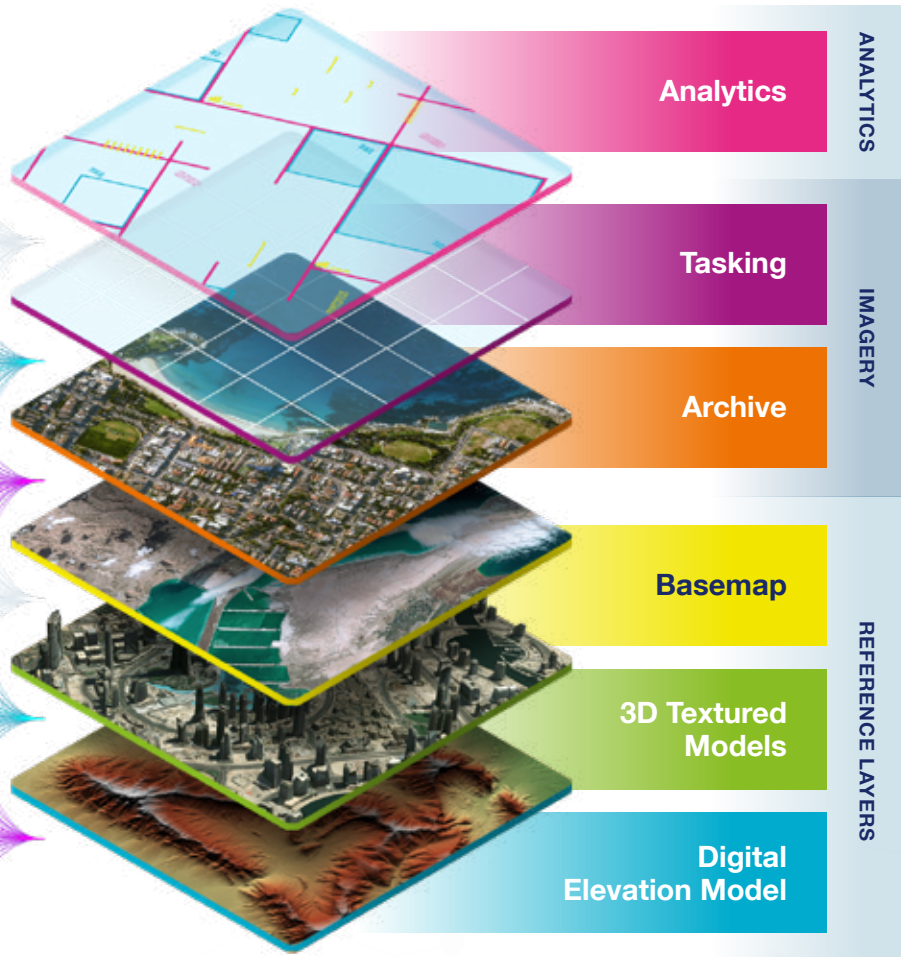 Analytics
ANALYTICS
Tasking
IMAGERY
Archive
Basemap
REFERENCE LAYERS
3D Textured
Models
Digital
Elevation Model